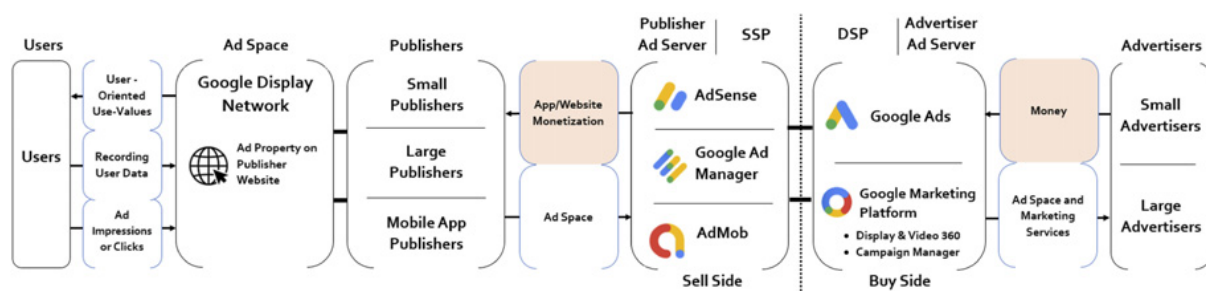 Users
Users
User -
Oriented
Use-Values
Recording
User Data
Ad
Impressions
or Clicks
Ad Space
Google Display
Network
Ad Property on
Publisher
Website
Publishers
Small
Publishers
Large
Publishers
Mobile App
Publishers
App/Website
Monetization
Ad Space
Publisher
Ad Server
SSP
AdSense
Google Ad
Manager
AdMob
Sell Side
DSP
Advertiser
Ad Server
Google Ads
Google Marketing
Platform
• Display & Video 360
• Campaign Manager
Buy Side
Money
Ad Space and
Marketing
Services
Advertisers
Small
Advertisers
Large
Advertisers